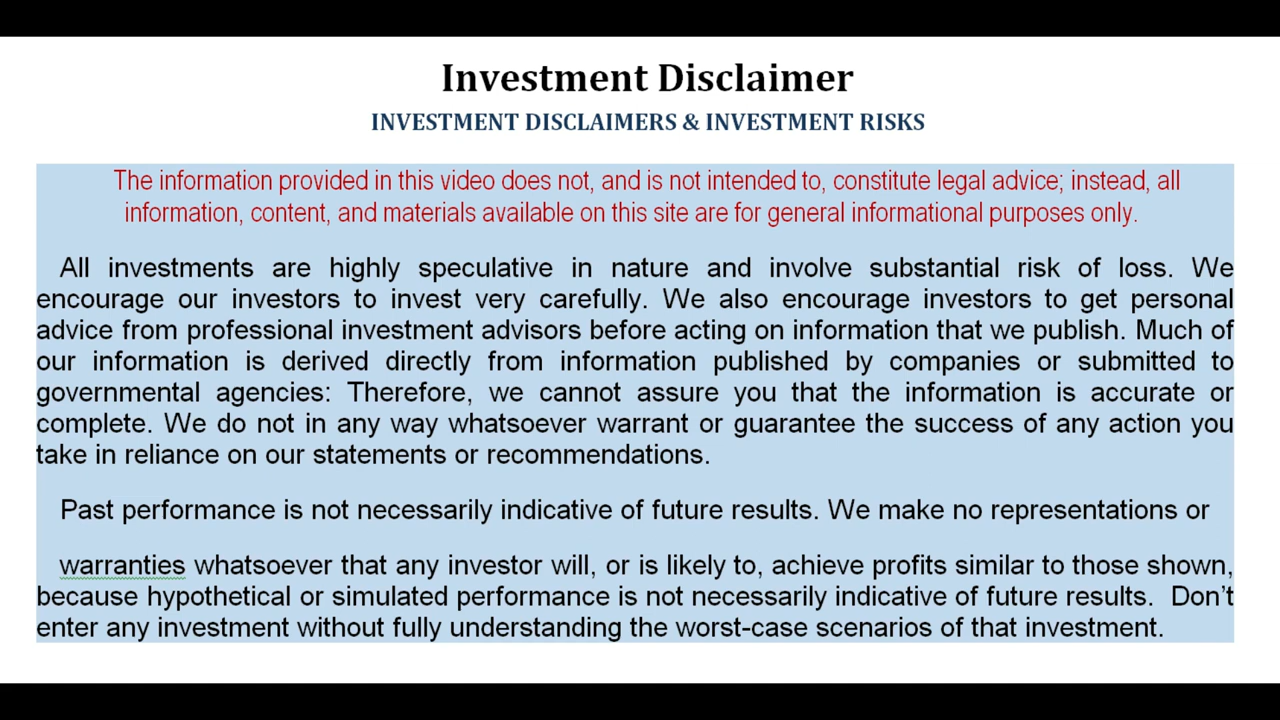 Investment Disclaimer
INVESTMENT DISCLAIMERS & INVESTMENT RISKS
The information provided in this video does not, and is not intended to, constitute legal advice; instead, all
information, content, and materials available on this site are for general informational purposes only.
All investments are highly speculative in nature and involve substantial risk of loss. We
encourage our investors to invest very carefully. We also encourage investors to get personal
advice from professional investment advisors before acting on information that we publish. Much of
our information is derived directly from information published by companies or submitted to
governmental agencies: Therefore, we cannot assure you that the information is accurate or
complete. We do not in any way whatsoever warrant or guarantee the success of any action you
take in reliance on our statements or recommendations.
Past performance is not necessarily indicative of future results. We make no representations or
warranties whatsoever that any investor will, or is likely to, achieve profits similar to those shown,
because hypothetical or simulated performance is not necessarily indicative of future results.  Don’t
enter any investment without fully understanding the worst-case scenarios of that investment.